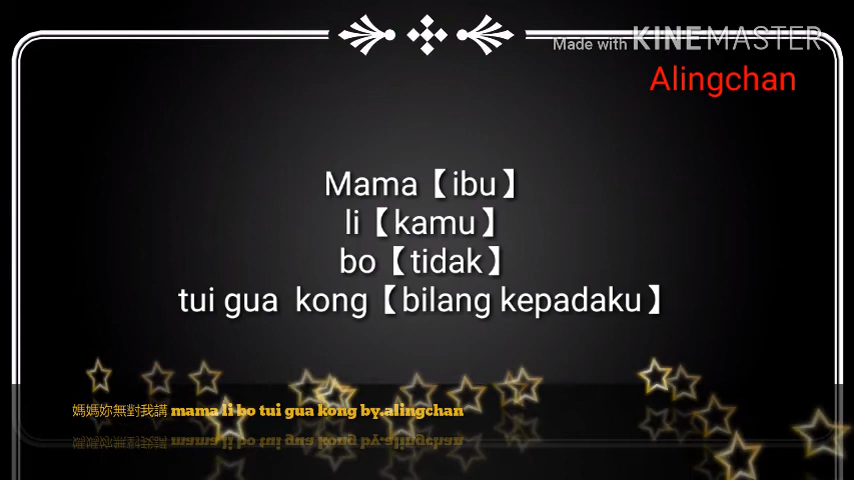 Made with KINEMASTER
Alingchan
Mama【ibu】
li【kamu】
bo【tidak】
tui gua kong【bilang kepadaku】
媽媽妳無對我講 mama li bo tui gua kong by.alingchan